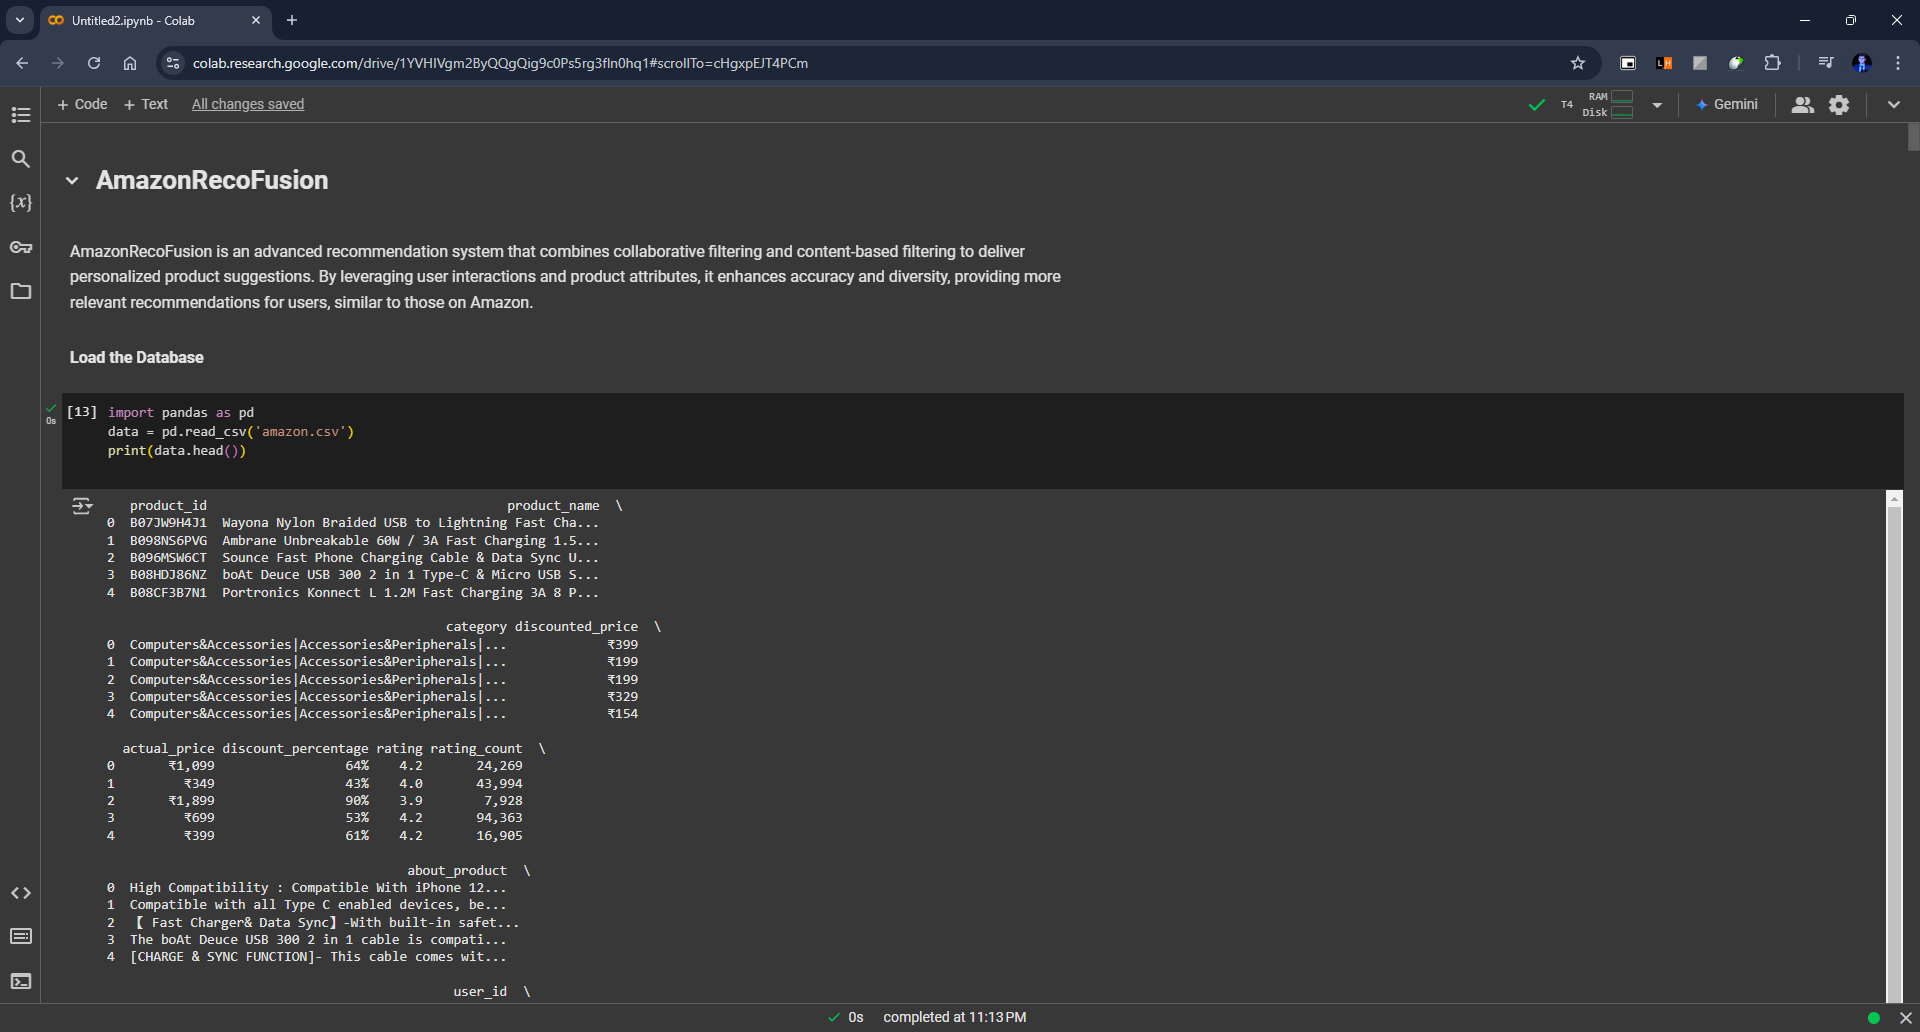 Untitled2.ipynb - Colab
colab.research.google.com/drive/1YVHIVgm2ByQQgQig9c0Ps5rg3fIn0hq1#scrollTo=cHgxpEJT4PCm
+ Code + Text All changes saved
T4 RAM
Disk
Gemini
AmazonRecoFusion
AmazonRecoFusion is an advanced recommendation system that combines collaborative filtering and content-based filtering to deliver
personalized product suggestions. By leveraging user interactions and product attributes, it enhances accuracy and diversity, providing more
relevant recommendations for users, similar to those on Amazon.
Load the Database
[13] import pandas as pd
0s
data = pd.read_csv('amazon.csv')
print(data.head())
product_id product_name \
0 B07JW9H4J1 Wayona Nylon Braided USB to Lightning Fast Cha...
1 B098NS6PVG Ambrane Unbreakable 60W / 3A Fast Charging 1.5...
2 B096MSW6CT Sounce Fast Phone Charging Cable & Data Sync U...
3 B08HDJ86NZ boAt Deuce USB 300 2 in 1 Type-C & Micro USB S...
4 B08CF3B7N1 Portronics Konnect L 1.2M Fast Charging 3A 8 P...
category discounted_price \
0 Computers&Accessories|Accessories&Peripherals|... ₹399
1 Computers&Accessories|Accessories&Peripherals|... ₹199
2 Computers&Accessories|Accessories&Peripherals|... ₹199
3 Computers&Accessories|Accessories&Peripherals|... ₹329
4 Computers&Accessories|Accessories&Peripherals|... ₹154
actual_price discount_percentage rating rating_count \
0 ₹1,099 64% 4.2 24,269
1 ₹349 43% 4.0 43,994
2 ₹1,899 90% 3.9 7,928
3 ₹699 53% 4.2 94,363
4 ₹399 61% 4.2 16,905
about_product \
0 High Compatibility : Compatible With iPhone 12...
1 Compatible with all Type C enabled devices, be...
2 【 Fast Charger& Data Sync】-With built-in safet...
3 The boAt Deuce USB 300 2 in 1 cable is compati...
4 [CHARGE & SYNC FUNCTION]- This cable comes wit...
user_id \
0s completed at 11:13 PM